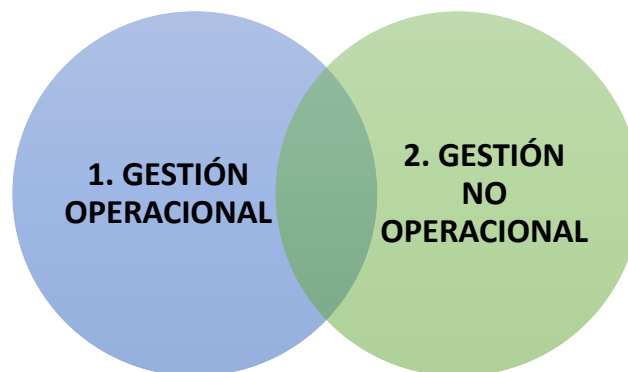 1. GESTIÓN
OPERACIONAL
2. GESTIÓN
NO
OPERACIONAL